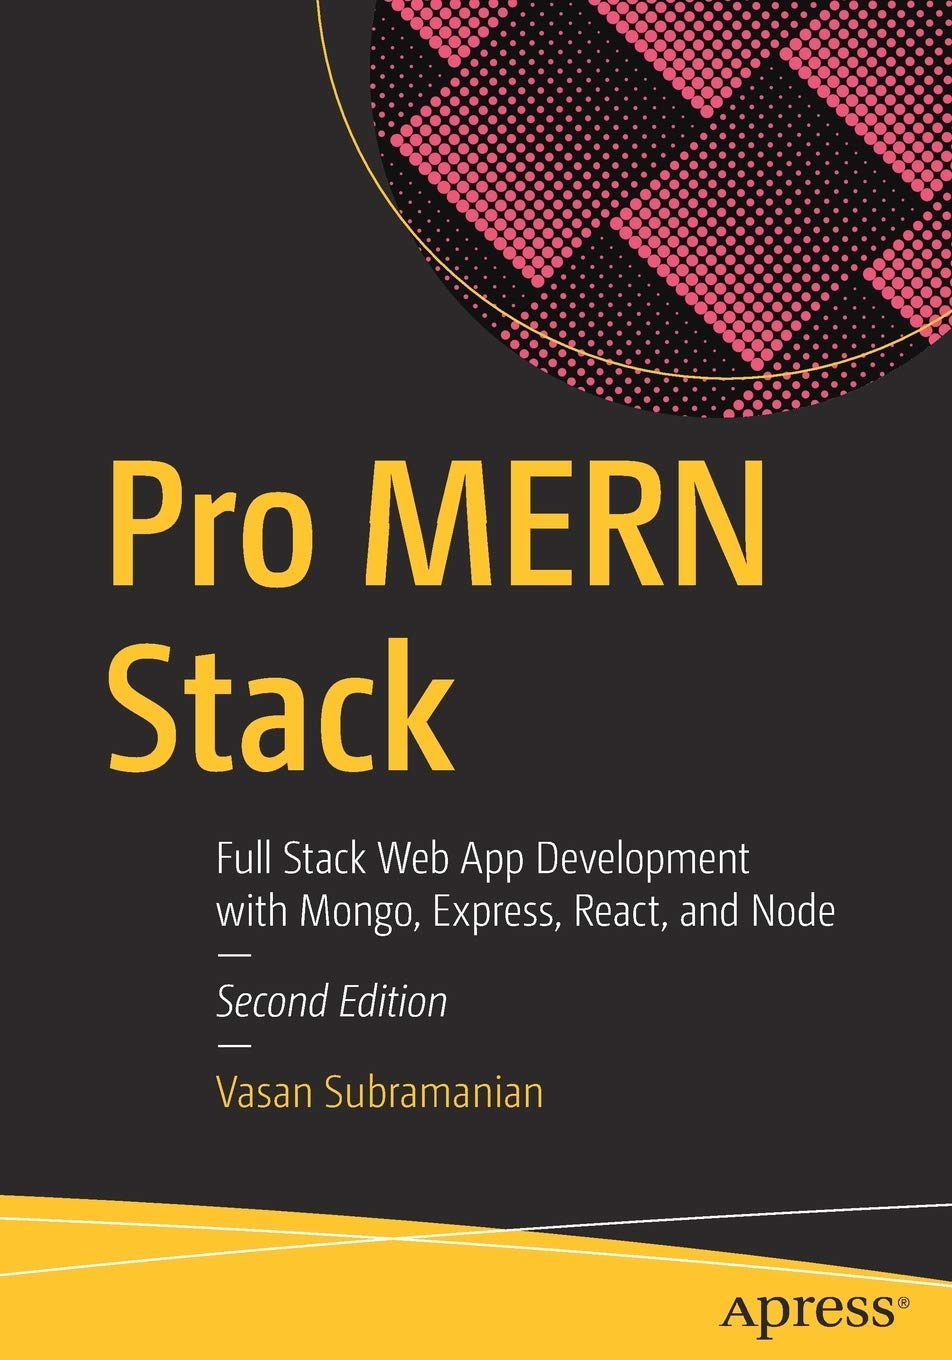 Pro MERN
Stack
Full Stack Web App Development
with Mongo, Express, React, and Node
Second Edition
Vasan Subramanian
Apress®